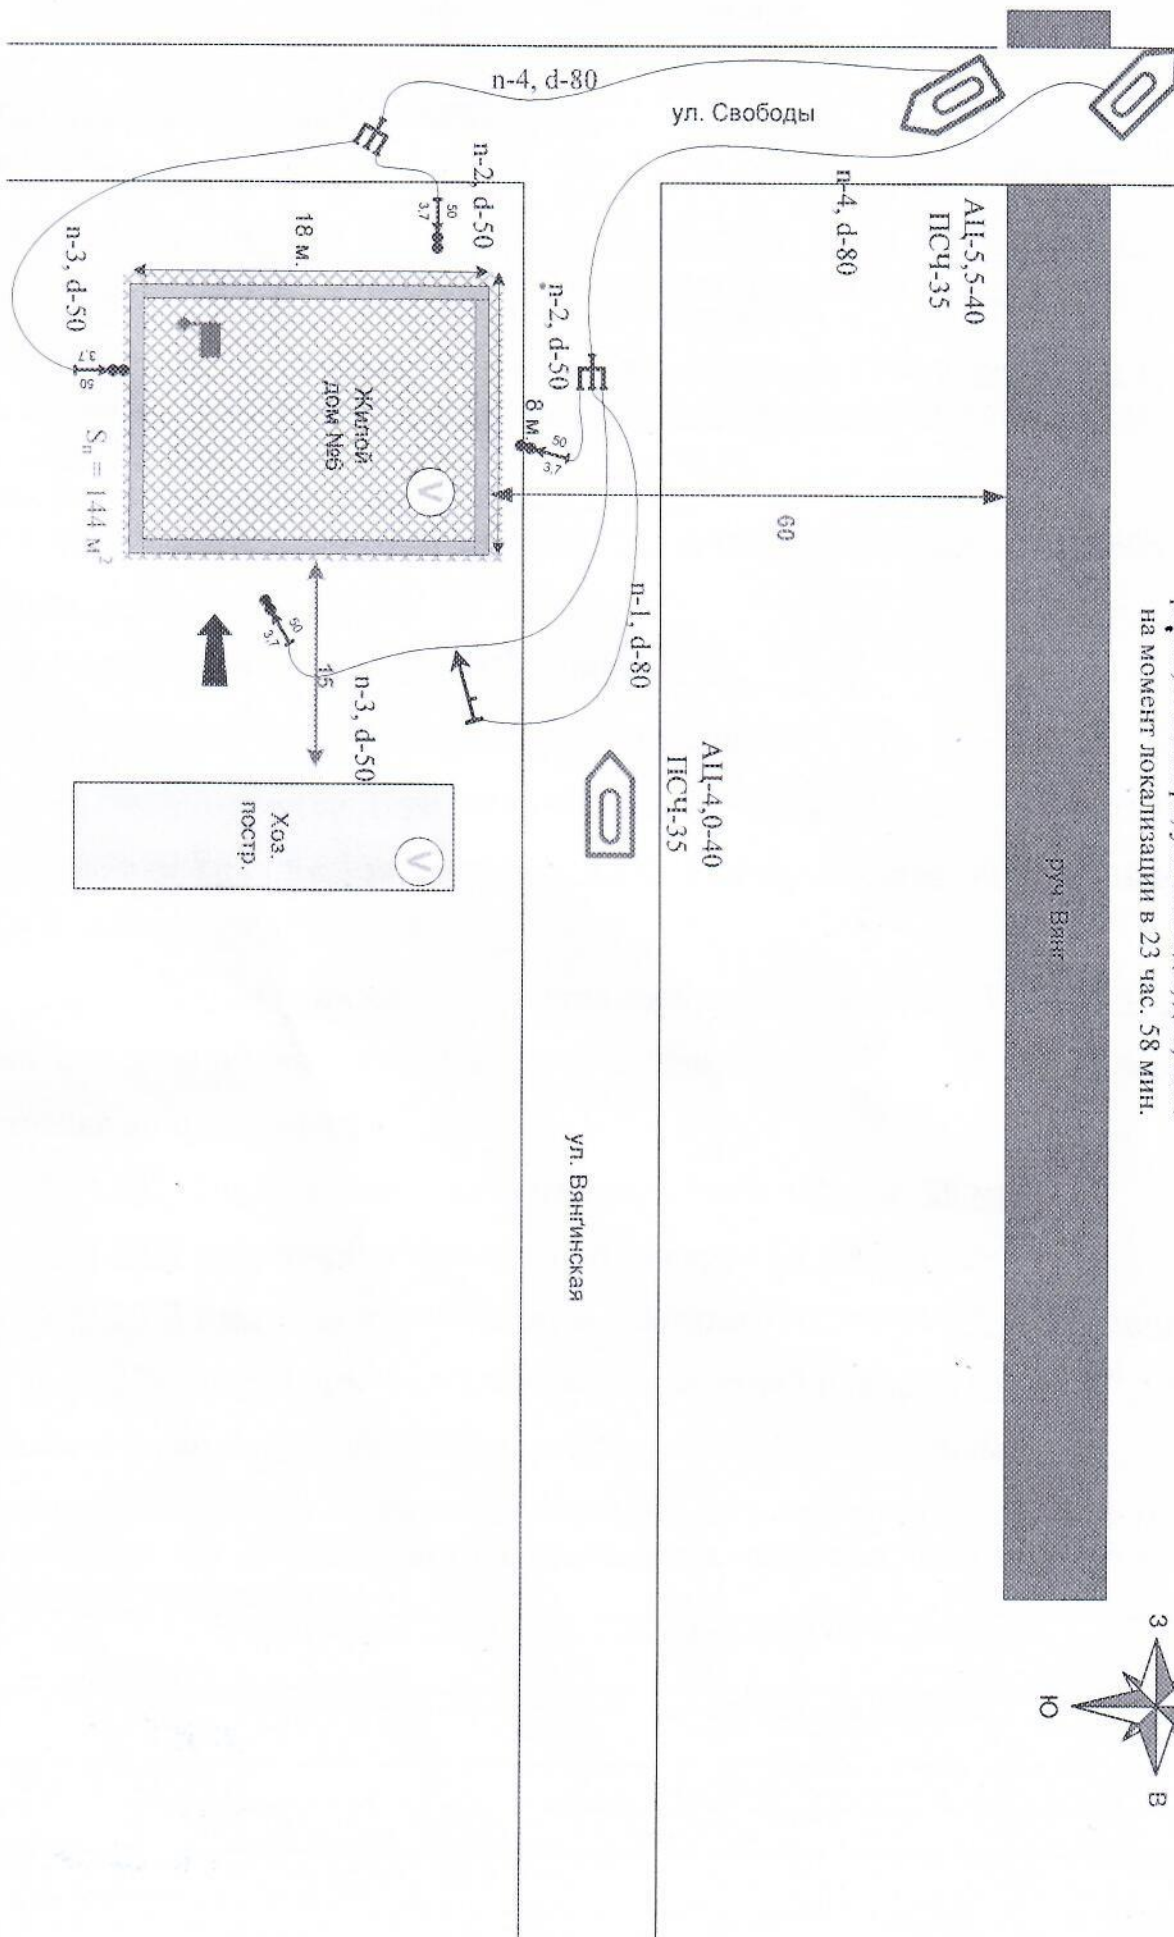 на момент локализации в 23 час. 58 мин.
З
В
Ю
руч. Вянг
АЦ-5,5-40
ПСЧ-35
n-4, d-80
ул. Свободы
n-4, d-80
60
АЦ-4,0-40
ПСЧ-35
n-1, d-80
ул. Вянгинская
n-2, d-50
50
3,7
8 м.
n-2, d-50
50
3,7
18 м.
Жилой
дом №6
V
n-3, d-50
50
3,7
Sп = 144 м²
50
3,7
15
n-3, d-50
Хоз.
постр.
V